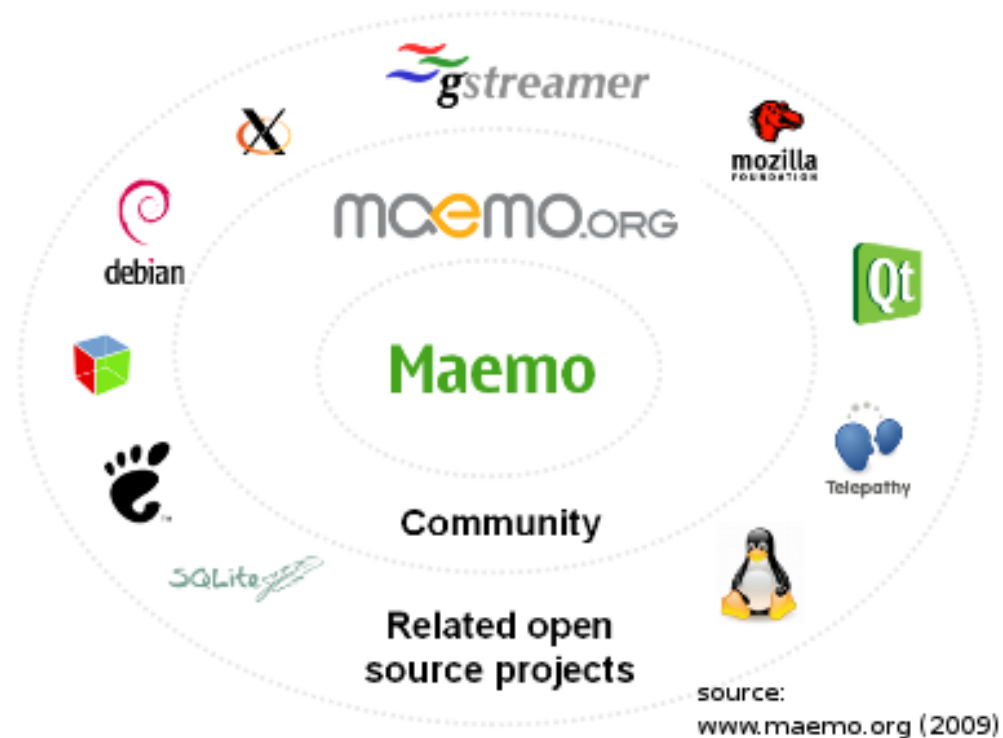 gstreamer
X
mozilla
FOUNDATION
maemo.ORG
debian
Qt
Maemo
Telepathy
Community
SQLite
Related open
source projects
source:
www.maemo.org (2009)